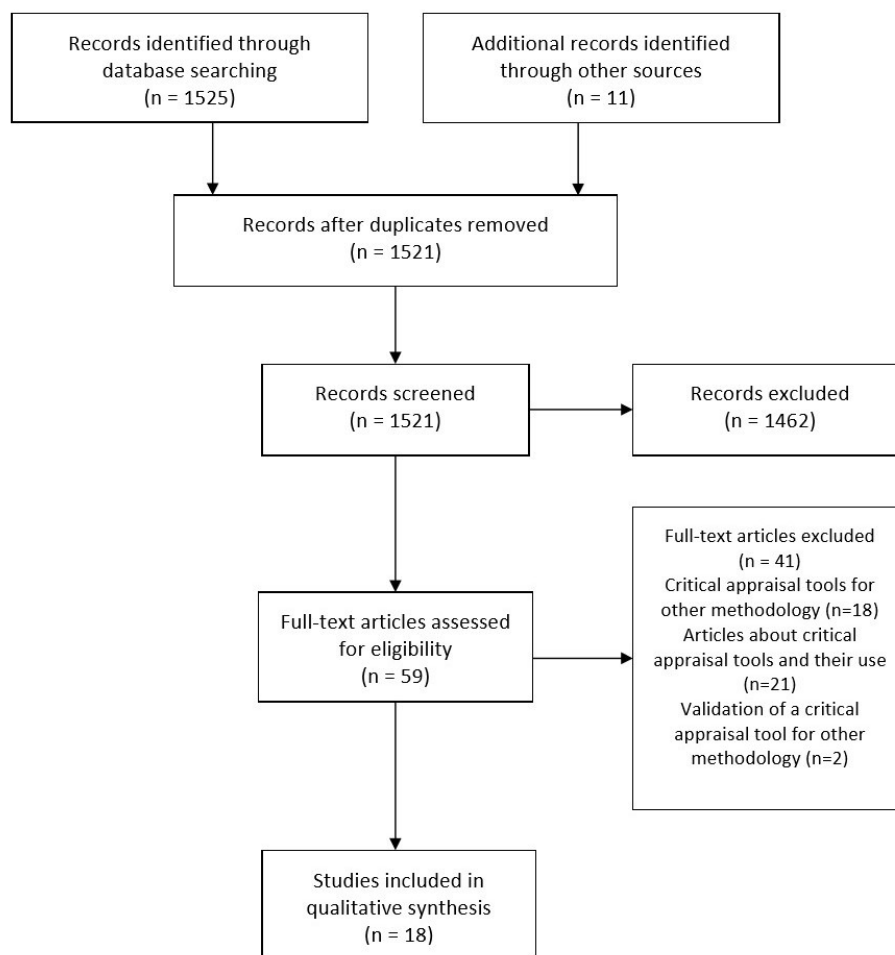 Records identified through
database searching
(n = 1525)
Additional records identified
through other sources
(n = 11)
Records after duplicates removed
(n = 1521)
Records screened
(n = 1521)
Records excluded
(n = 1462)
Full-text articles assessed
for eligibility
(n = 59)
Full-text articles excluded
(n = 41)
Critical appraisal tools for
other methodology (n=18)
Articles about critical
appraisal tools and their use
(n=21)
Validation of a critical
appraisal tool for other
methodology (n=2)
Studies included in
qualitative synthesis
(n = 18)